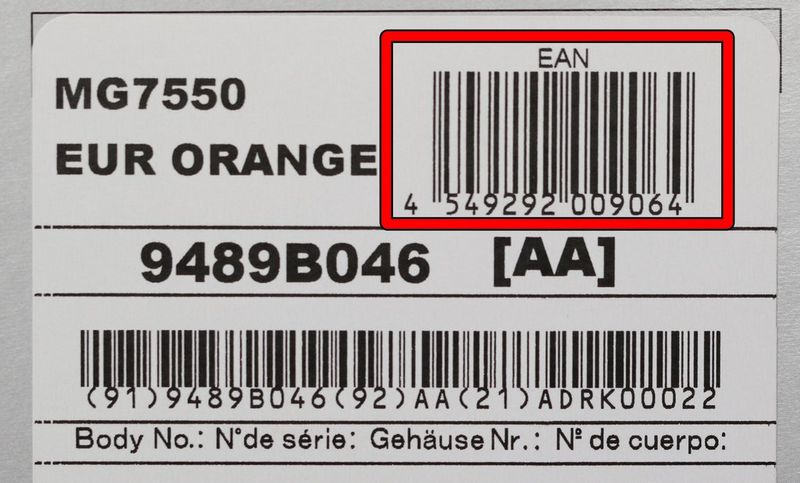 MG7550
EUR ORANGE
EAN
4 549292 009064
9489B046 [AA]
(91)9489B046(92)AA(21)ADRK00022
Body No.: N°de série: Gehäuse Nr.: Nº de cuerpo: